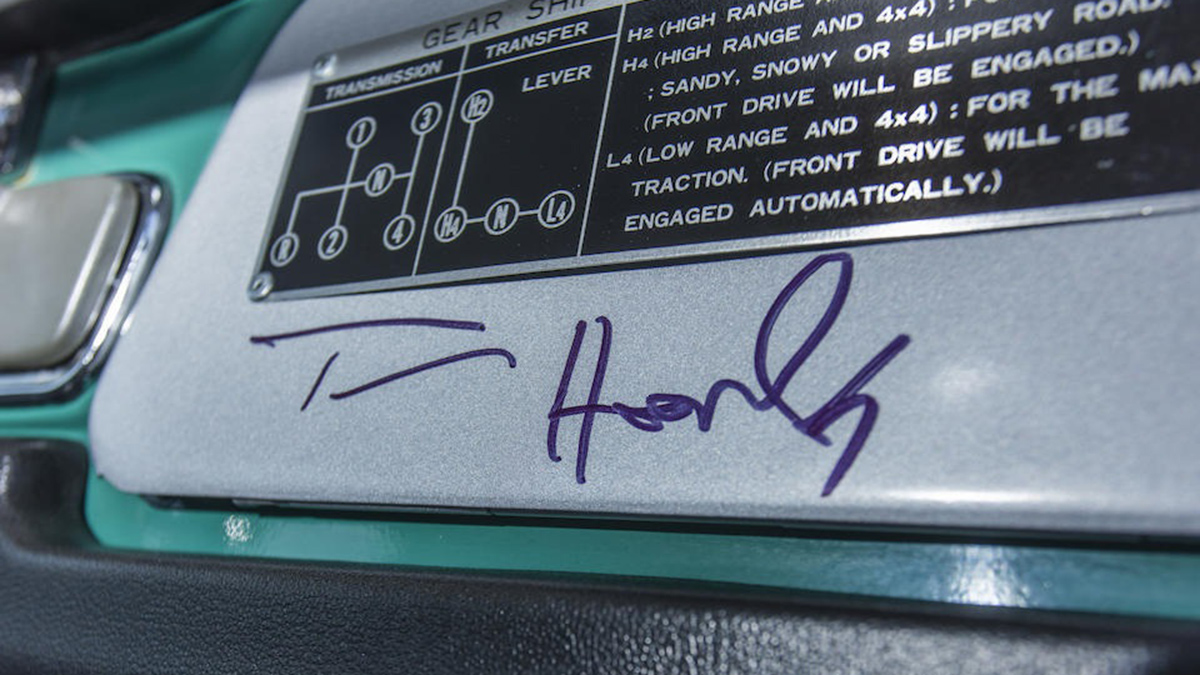 GEAR SHI
TRANSMISSION
1 3
N
R 2 4
TRANSFER
LEVER
H2
H4 N L4
H2 (HIGH RANGE
H4 (HIGH RANGE AND 4x4) :
; SANDY, SNOWY OR SLIPPERY ROAD.
(FRONT DRIVE WILL BE ENGAGED.)
L4 (LOW RANGE AND 4x4) : FOR THE MAX
TRACTION. (FRONT DRIVE WILL BE
ENGAGED AUTOMATICALLY.)